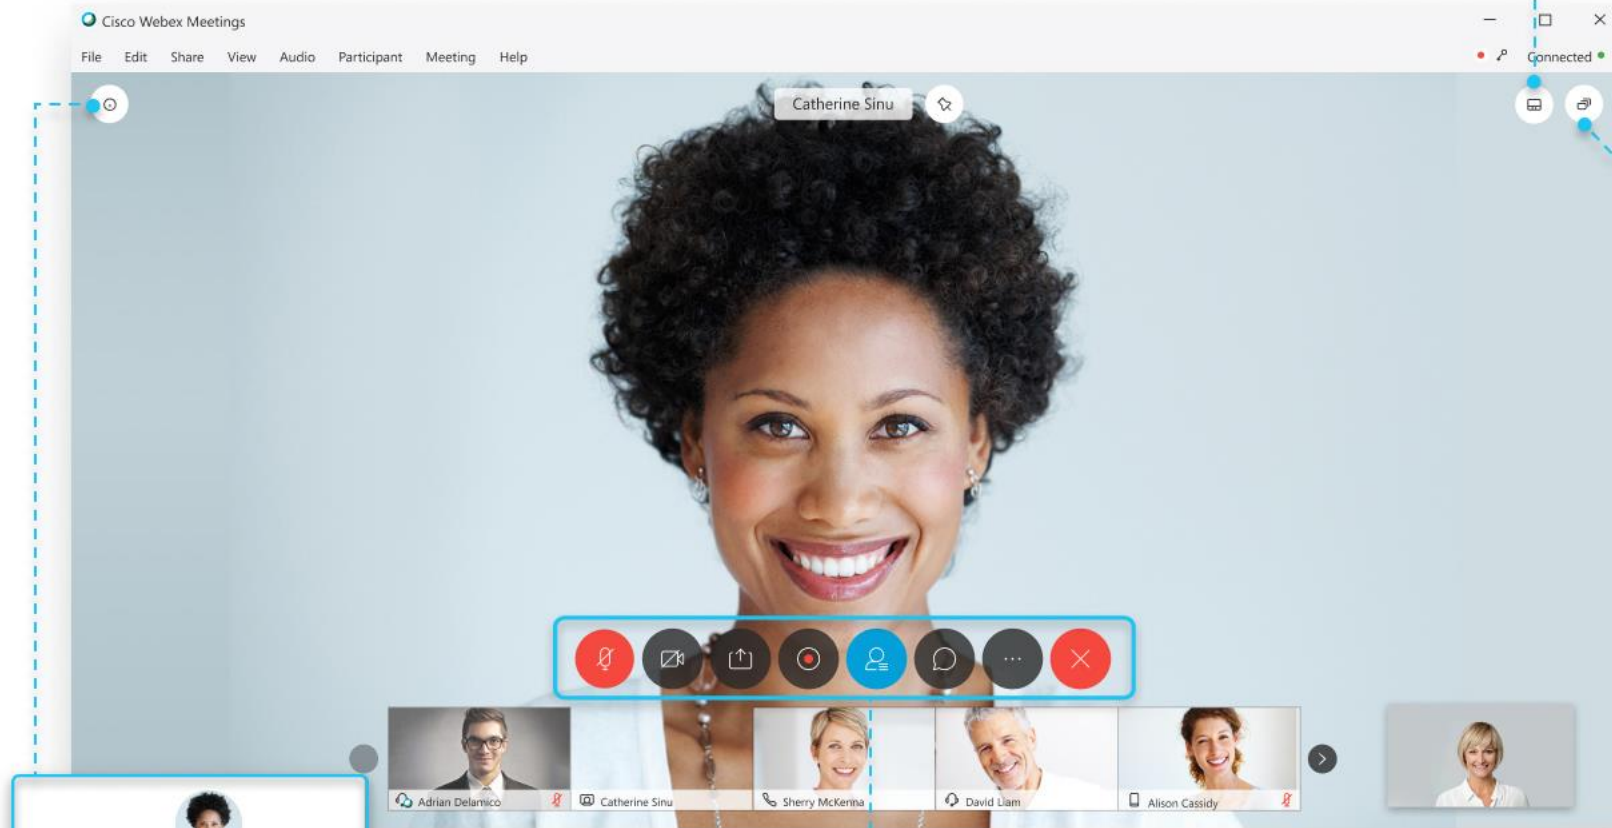 Cisco Webex Meetings
File Edit Share View Audio Participant Meeting Help
Connected
Catherine Sinu
Adrian Delamico
Catherine Sinu
Sherry McKenna
David Liam
Alison Cassidy